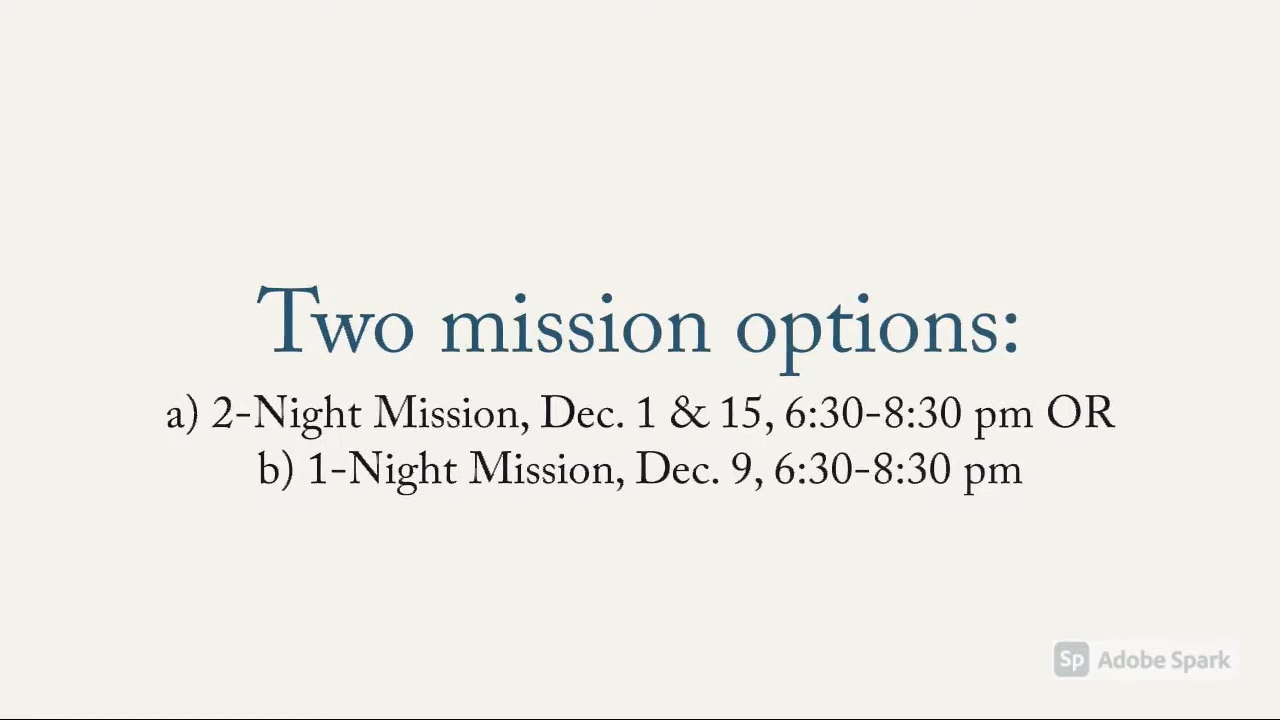 Two mission options:
a) 2-Night Mission, Dec. 1 & 15, 6:30-8:30 pm OR
b) 1-Night Mission, Dec. 9, 6:30-8:30 pm
Sp Adobe Spark